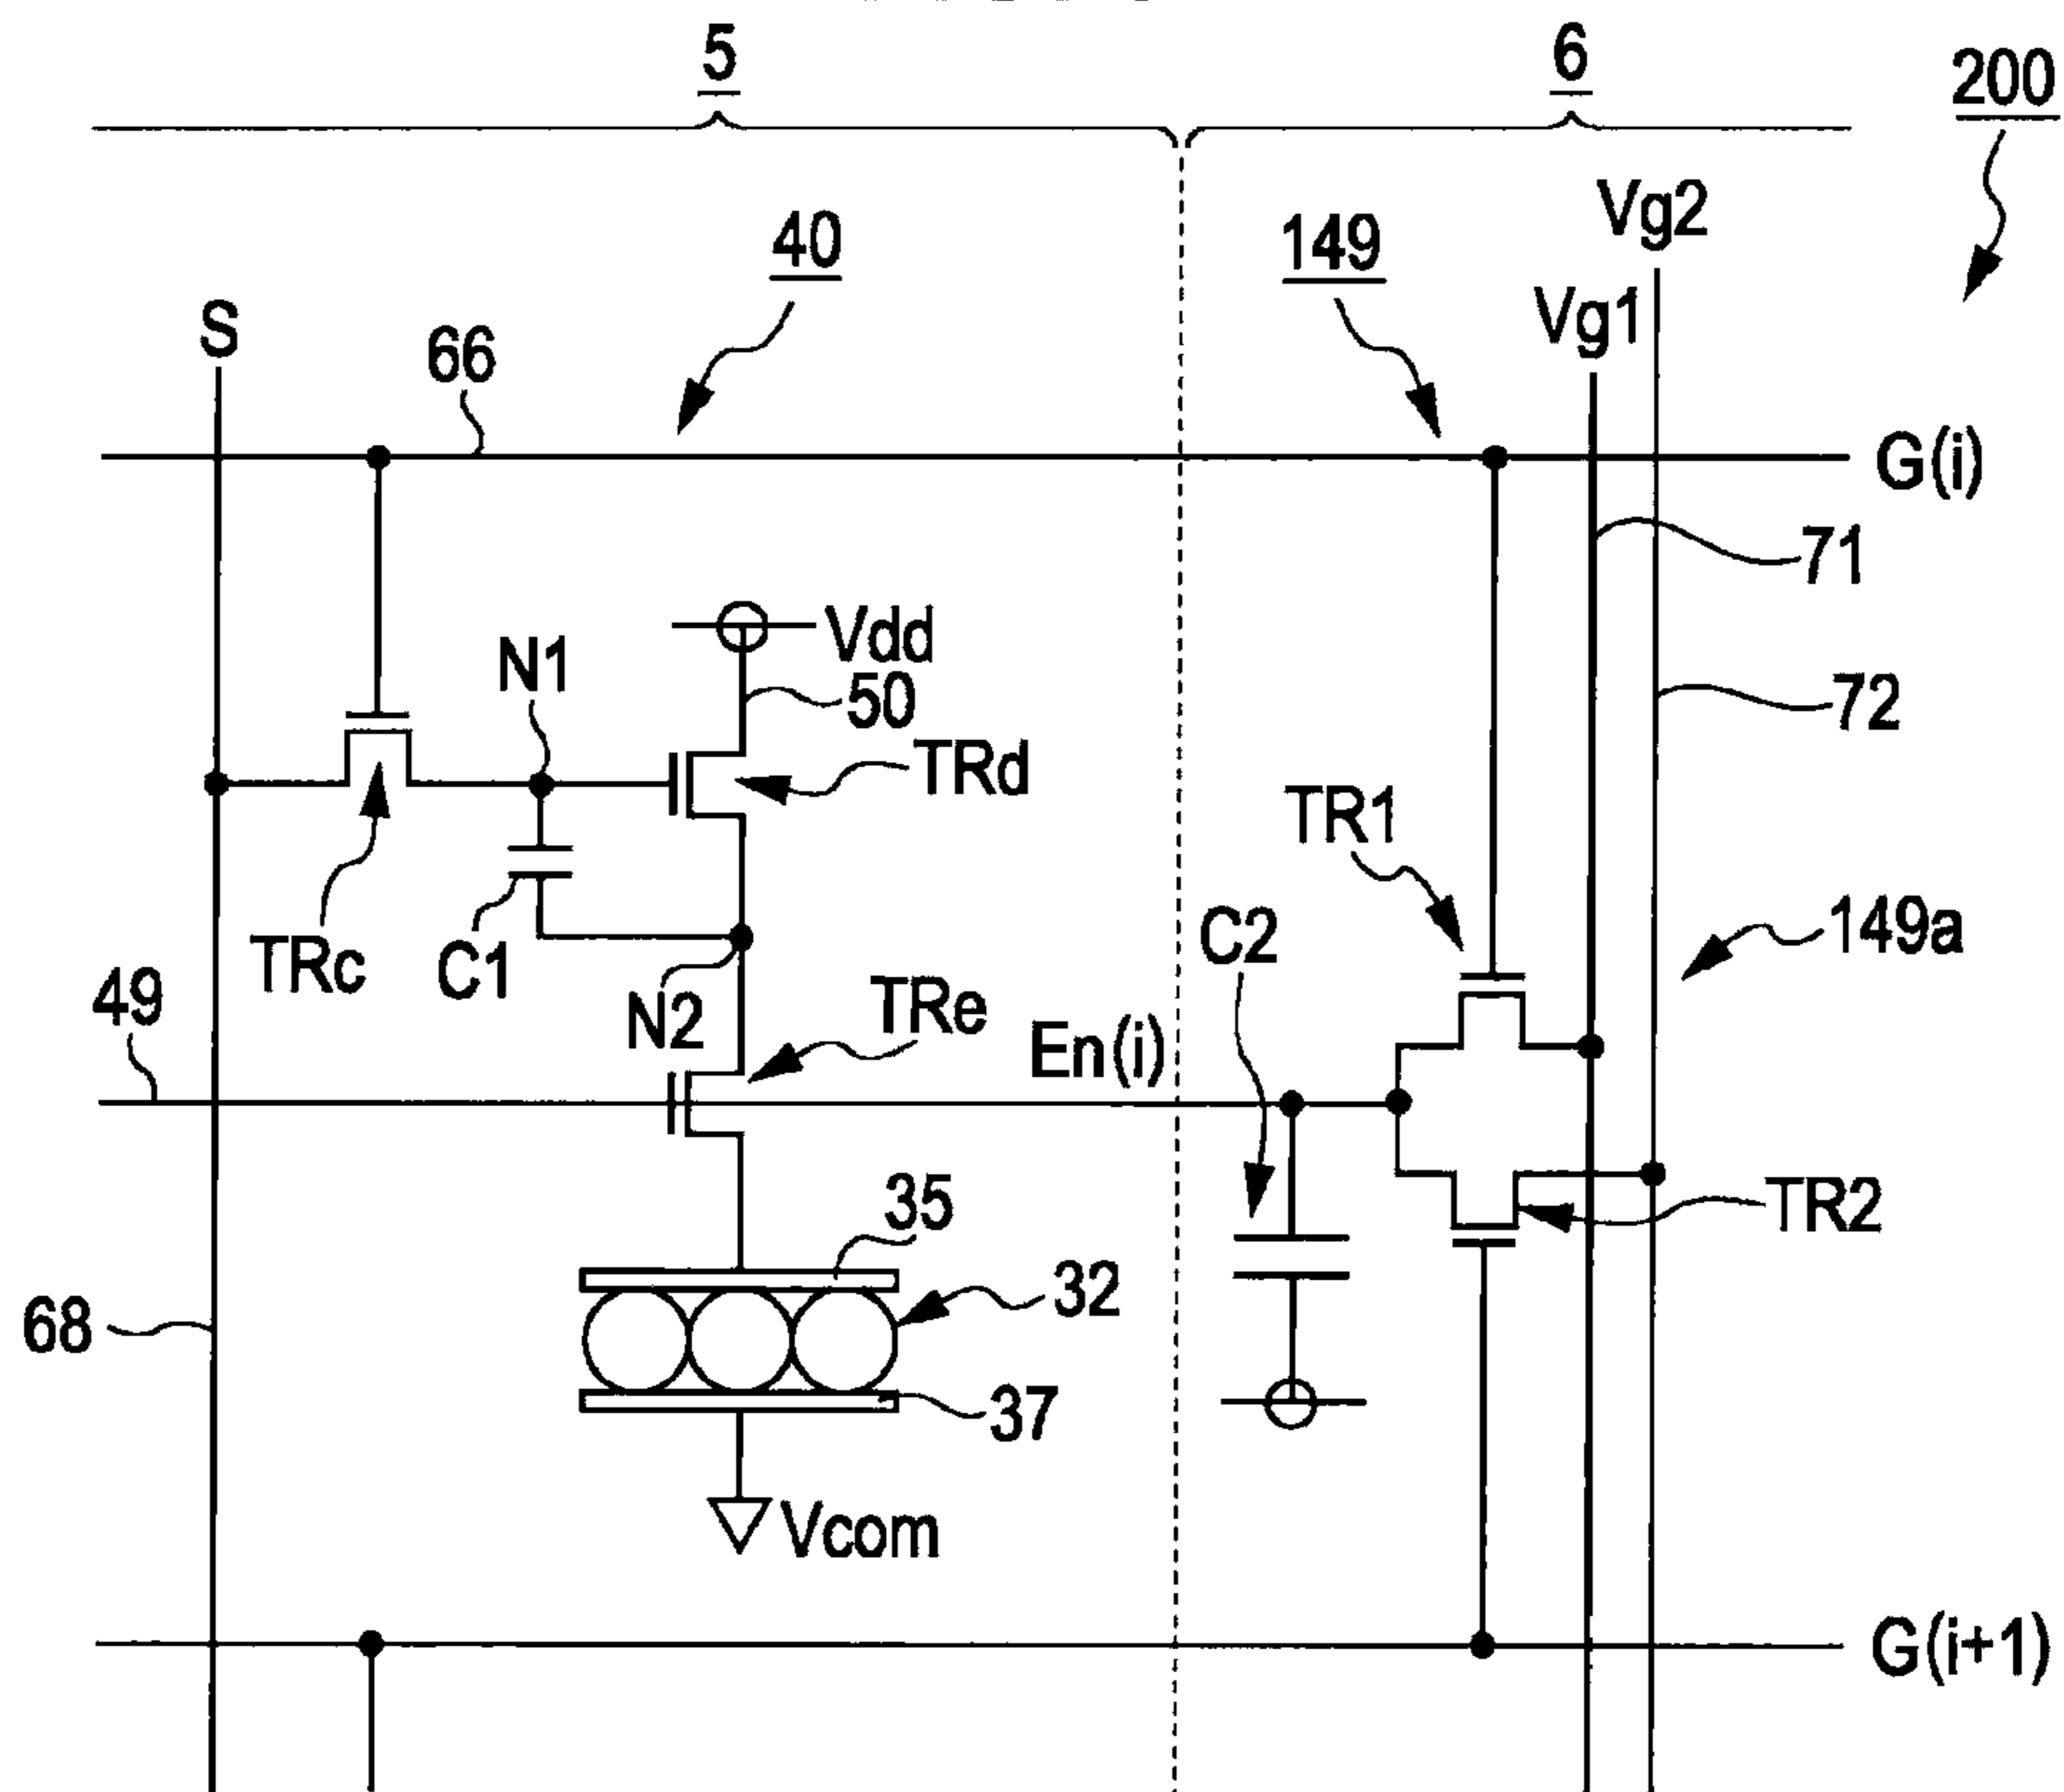 5
6
200
40
149
Vg2
S
66
Vg1
G(i)
71
N1
Vdd
50
72
TRd
TR1
TRc
C1
C2
149a
49
N2
TRe
En(i)
35
TR2
32
68
37
Vcom
G(i+1)